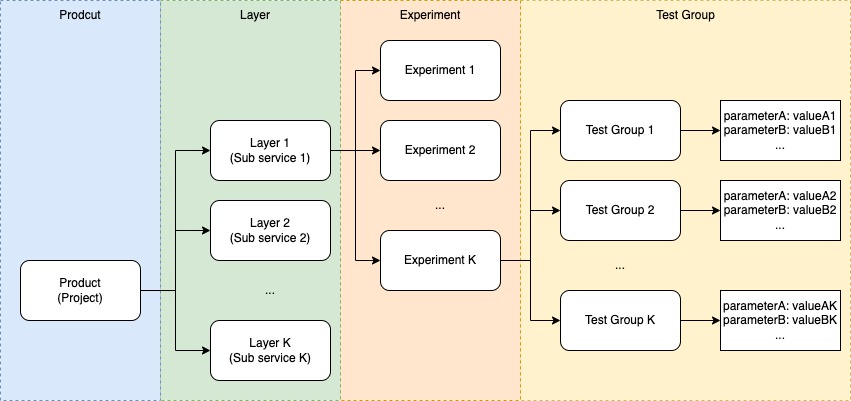 Prodcut
Layer
Experiment
Test Group
Product
(Project)
Layer 1
(Sub service 1)
Layer 2
(Sub service 2)
...
Layer K
(Sub service K)
Experiment 1
Experiment 2
...
Experiment K
Test Group 1
Test Group 2
...
Test Group K
parameterA: valueA1
parameterB: valueB1
...
parameterA: valueA2
parameterB: valueB2
...
parameterA: valueAK
parameterB: valueBK
...